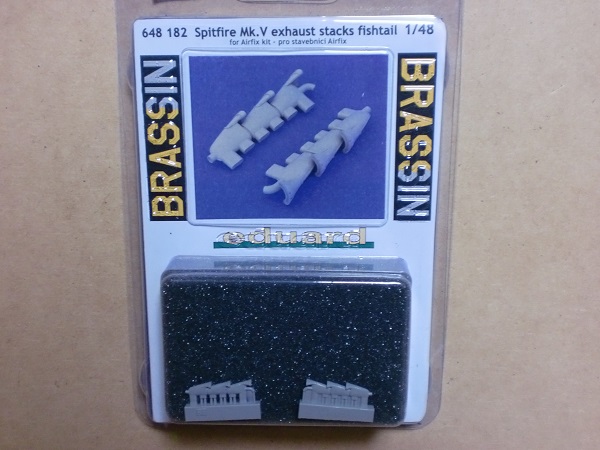 648 182 Spitfire Mk.V exhaust stacks fishtail 1/48
for Airfix kit - pro stavebnici Airfix
BRASSIN
BRASSIN
eduard